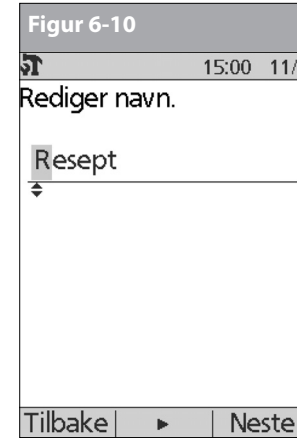 Figur 6-10
15:00 11/
Rediger navn.
Resept
Tilbake ▸ Neste